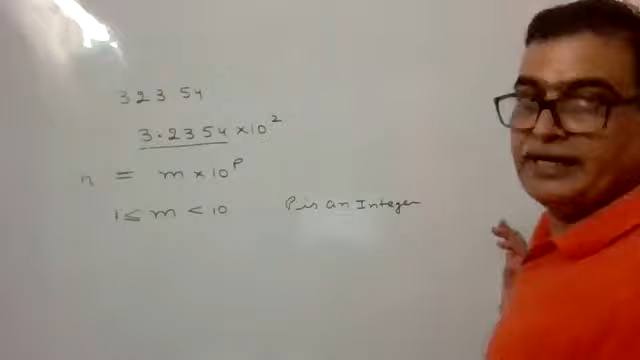 323 54
3.2354 × 10²
n = m × 10ᵖ
1 ≤ m < 10 P is an Integer